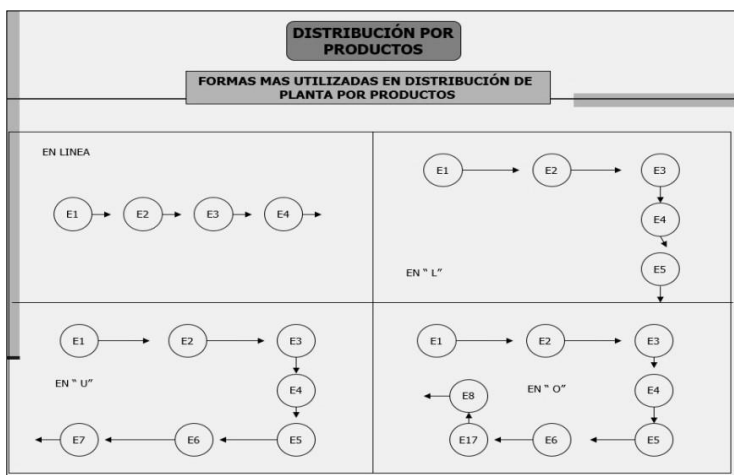 DISTRIBUCIÓN POR
PRODUCTOS
FORMAS MAS UTILIZADAS EN DISTRIBUCIÓN DE
PLANTA POR PRODUCTOS
EN LINEA
E1 E2 E3 E4
E1 E2 E3
E4
E5
EN " L"
E1 E2 E3
E4
EN " U"
E7 E6 E5
E1 E2 E3
E4
E8
EN " O"
E17 E6 E5